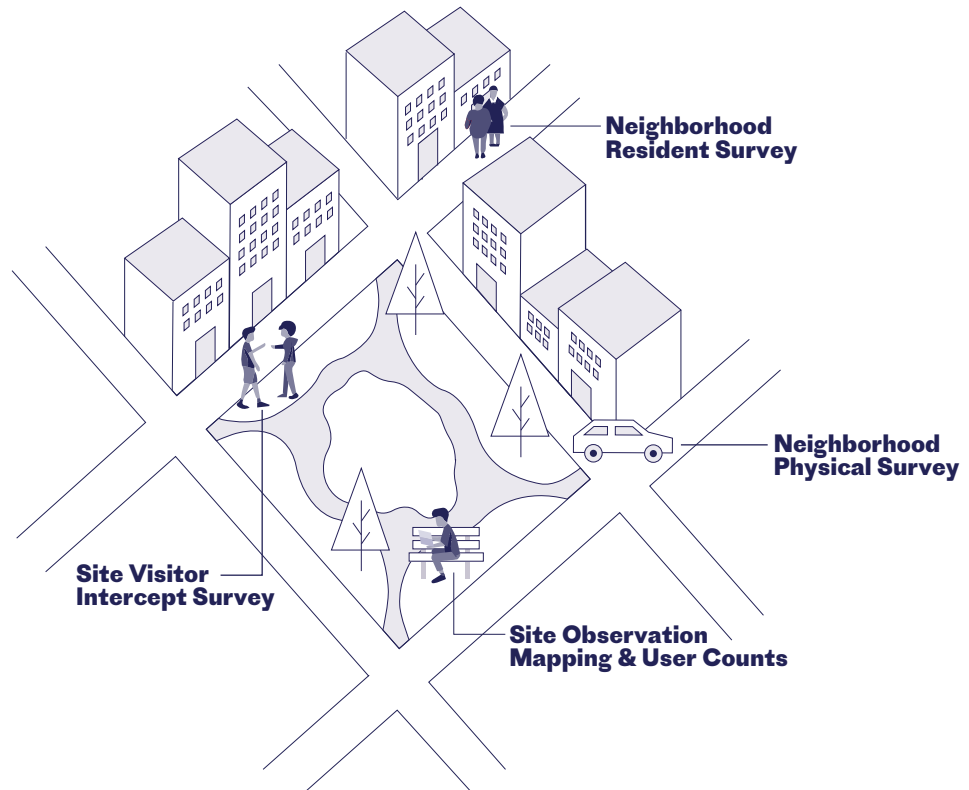 Neighborhood
Resident Survey
Neighborhood
Physical Survey
Site Visitor
Intercept Survey
Site Observation
Mapping & User Counts